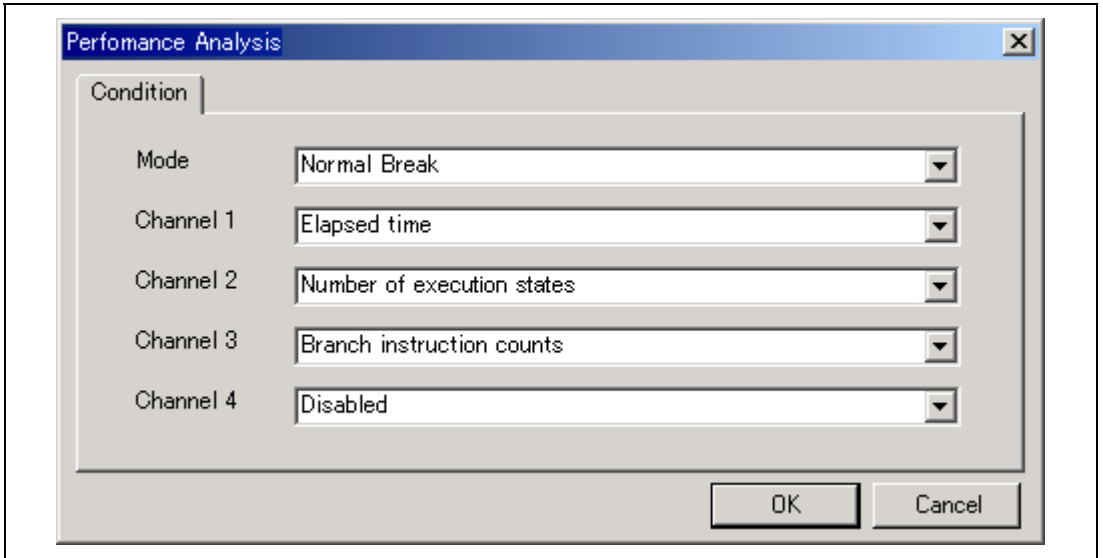 Perfomance Analysis
Condition
Mode Normal Break
Channel 1 Elapsed time
Channel 2 Number of execution states
Channel 3 Branch instruction counts
Channel 4 Disabled
OK Cancel